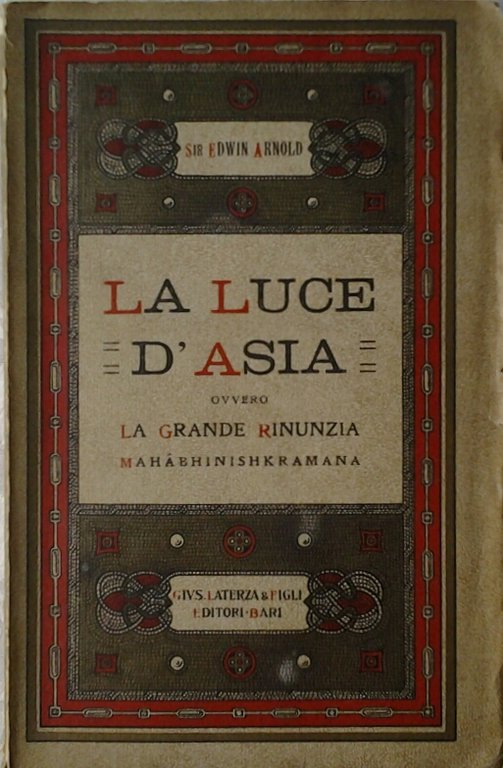 SIR EDWIN ARNOLD
LA LUCE
D'ASIA
OVVERO
LA GRANDE RINUNZIA
MAHÂBHINISHKRAMANA
GIVS. LATERZA & FIGLI
EDITORI · BARI